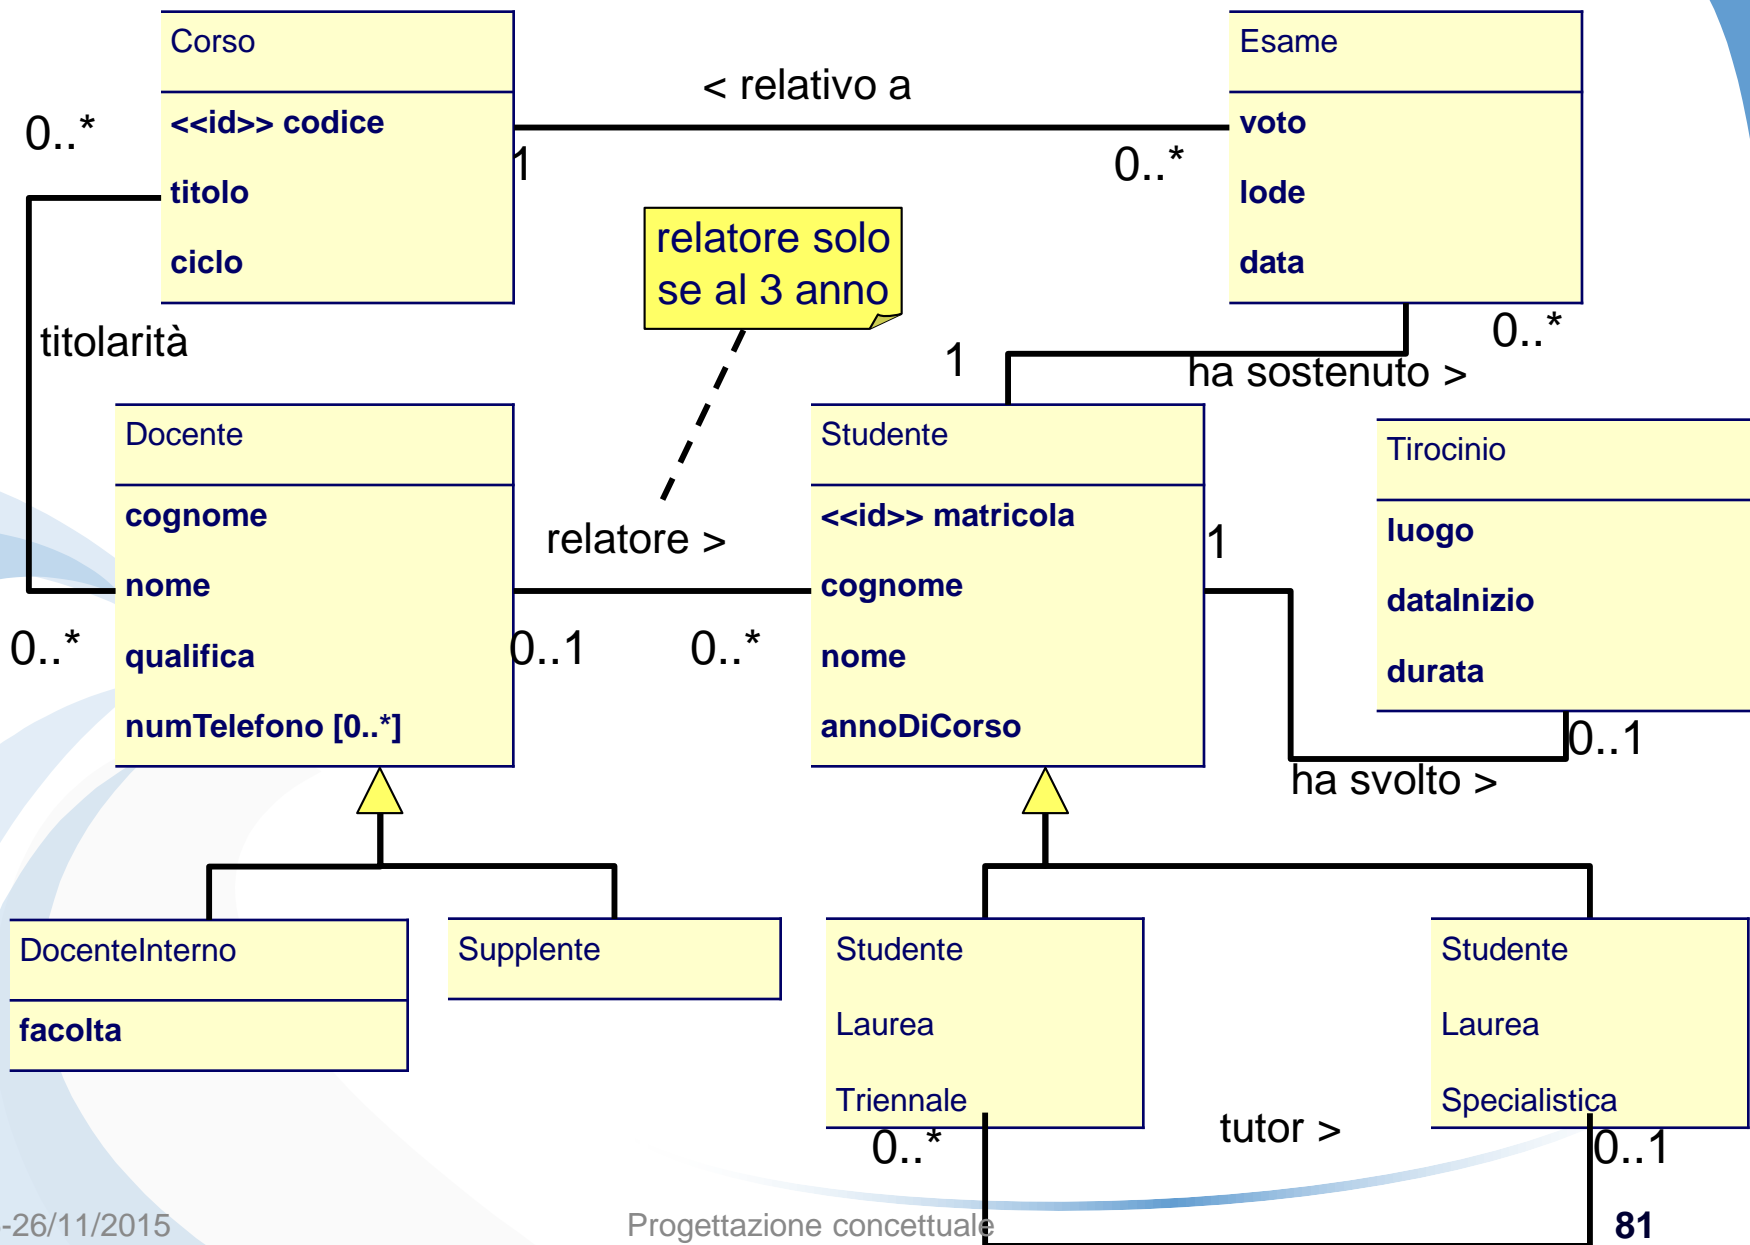 Corso
<<id>> codice
titolo
ciclo
0..*
1
< relativo a
0..*
Esame
voto
lode
data
titolarità
relatore solo
se al 3 anno
1
ha sostenuto >
0..*
Docente
cognome
nome
qualifica
numTelefono [0..*]
0..*
0..1
relatore >
0..*
Studente
<<id>> matricola
cognome
nome
annoDiCorso
1
Tirocinio
luogo
dataInizio
durata
0..1
ha svolto >
DocenteInterno
facolta
Supplente
Studente
Laurea
Triennale
0..*
tutor >
Studente
Laurea
Specialistica
0..1
-26/11/2015
Progettazione concettuale
81